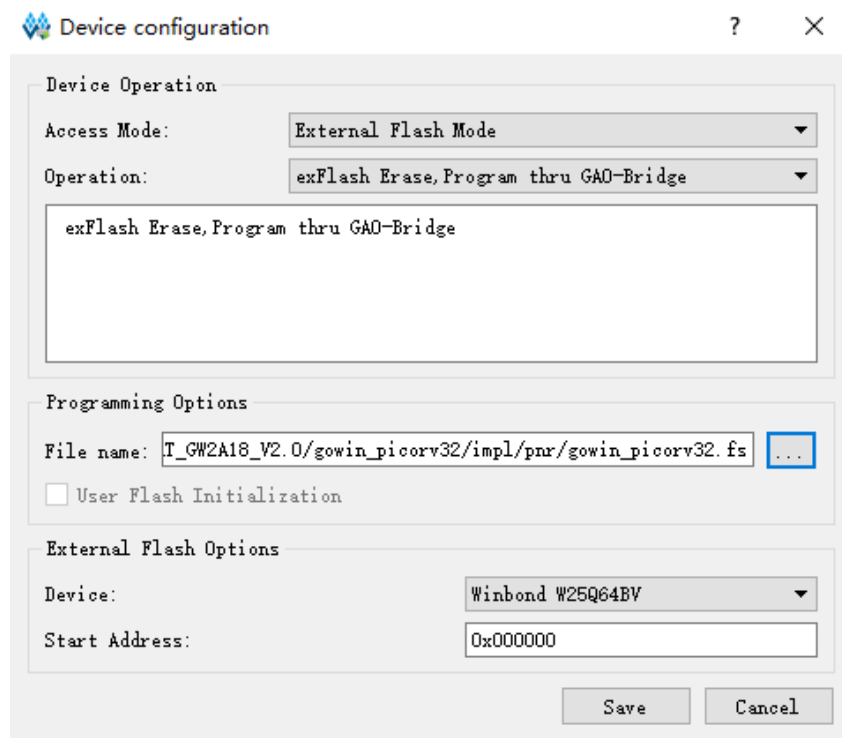 Device configuration ? ×
Device Operation
Access Mode: External Flash Mode
Operation: exFlash Erase,Program thru GAO-Bridge
exFlash Erase,Program thru GAO-Bridge
Programming Options
File name: T_GW2A18_V2.0/gowin_picorv32/impl/pnr/gowin_picorv32.fs ...
User Flash Initialization
External Flash Options
Device: Winbond W25Q64BV
Start Address: 0x000000
Save Cancel